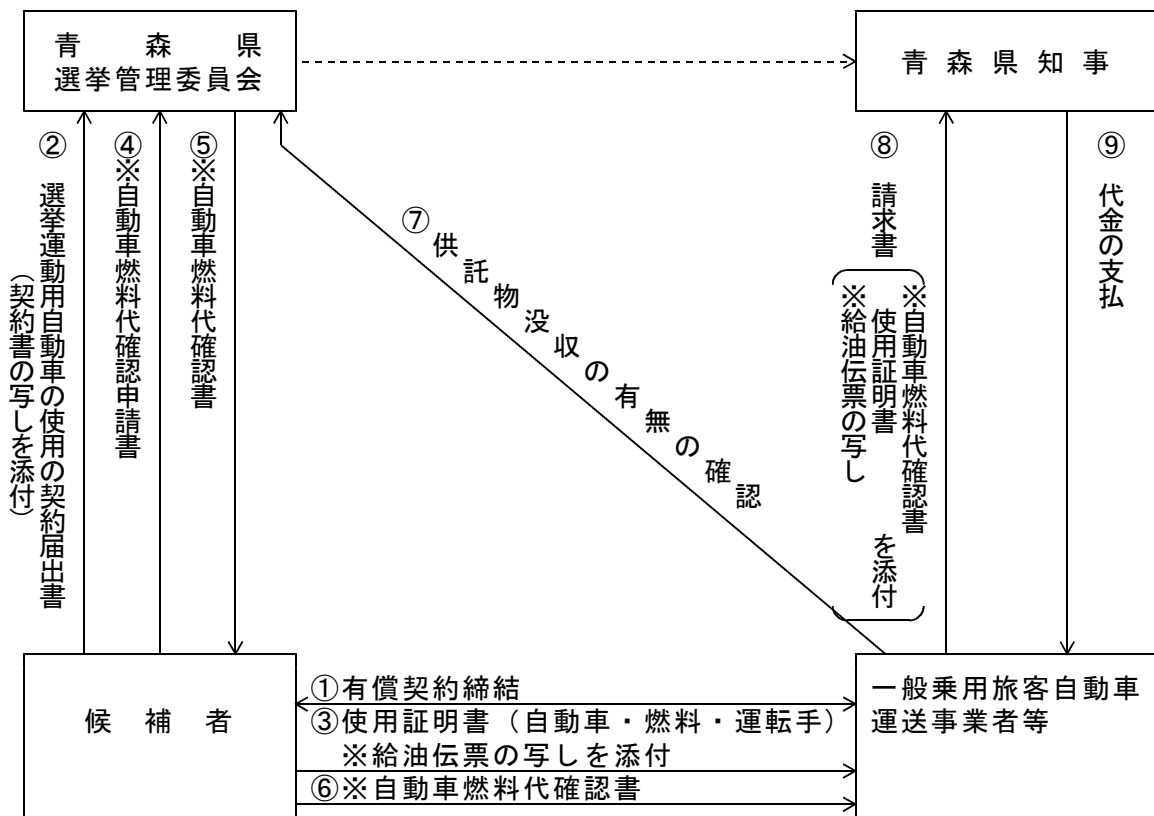 青森県
選挙管理委員会
青森県知事
② 選挙運動用自動車の使用の契約届出書
(契約書の写しを添付)
④※自動車燃料代確認申請書
⑤※自動車燃料代確認書
⑦供託物没収の有無の確認
⑧ 請求書
※自動車燃料代確認書
使用証明書
※給油伝票の写し
を添付
⑨ 代金の支払
候補者
①有償契約締結
③使用証明書(自動車・燃料・運転手)
※給油伝票の写しを添付
⑥※自動車燃料代確認書
一般乗用旅客自動車
運送事業者等